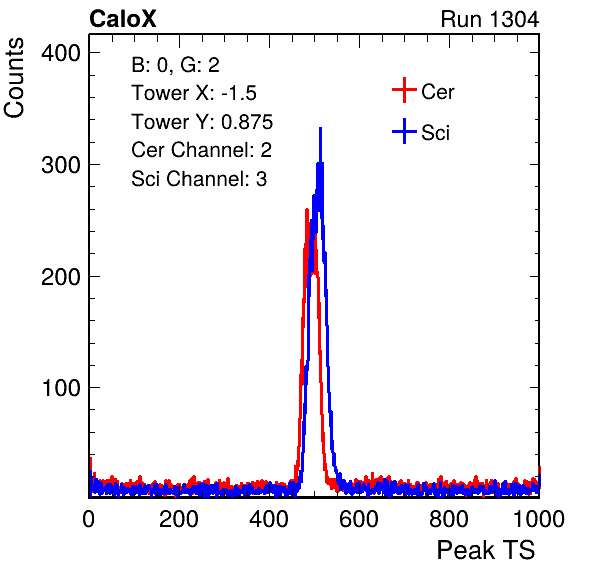 CaloX Run 1304
Counts
400
300
200
100
B: 0, G: 2
Tower X: -1.5
Tower Y: 0.875
Cer Channel: 2
Sci Channel: 3
Cer
Sci
0 200 400 600 800 1000
Peak TS